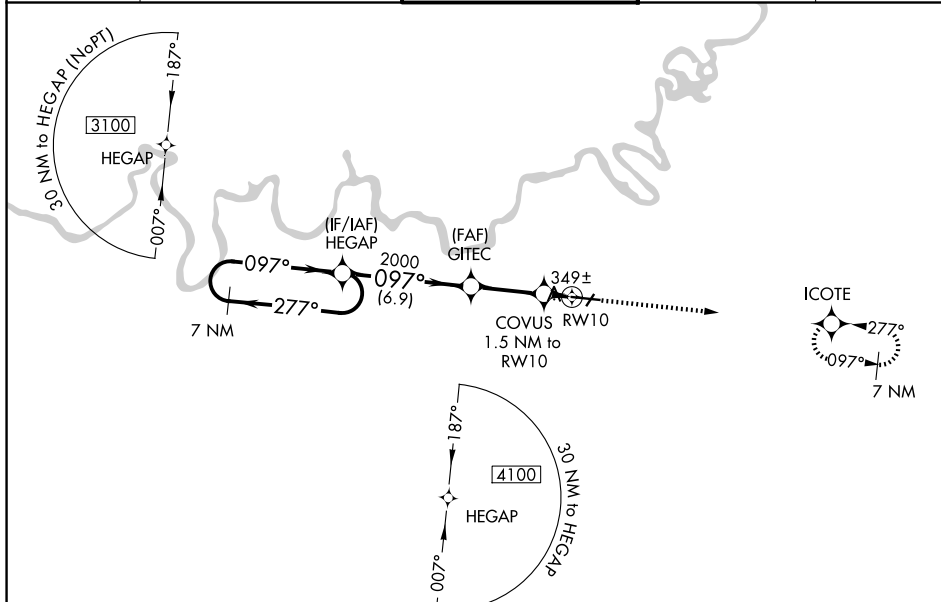 30 NM to HEGAP (NoPT)
187°
3100
HEGAP
007°
(IF/IAF)
HEGAP
097°
277°
7 NM
2000
097°
(6.9)
(FAF)
GITEC
349±
COVUS
1.5 NM to
RW10
RW10
ICOTE
277°
097°
7 NM
187°
4100
HEGAP
30 NM to HEGAP
007°